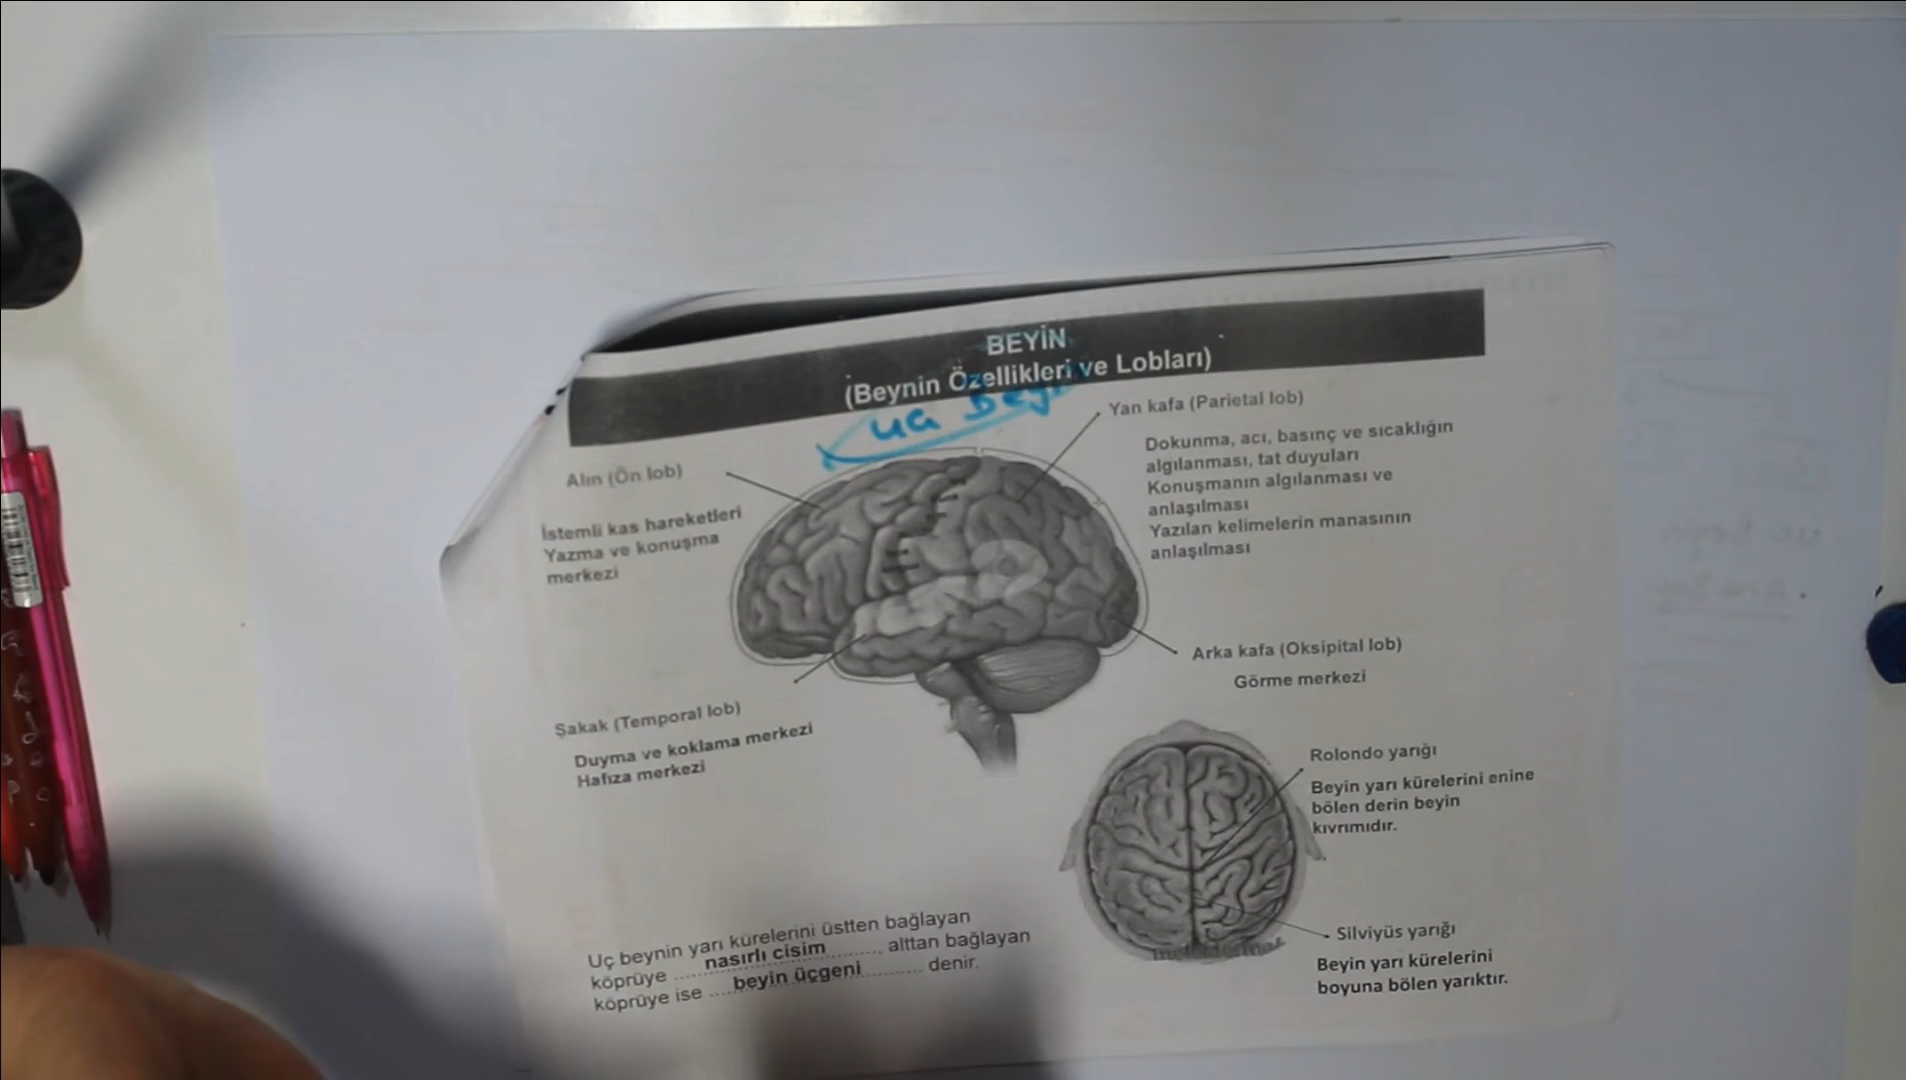 BEYİN
(Beynin Özellikleri ve Lobları)
uc Beyi
Alın (Ön lob)
İstemli kas hareketleri
Yazma ve konuşma
merkezi
Yan kafa (Parietal lob)
Dokunma, acı, basınç ve sıcaklığın
algılanması, tat duyuları
Konuşmanın algılanması ve
anlaşılması
Yazılan kelimelerin manasının
anlaşılması
Arka kafa (Oksipital lob)
Görme merkezi
Şakak (Temporal lob)
Duyma ve koklama merkezi
Hafıza merkezi
Rolondo yarığı
Beyin yarı kürelerini enine
bölen derin beyin
kıvrımıdır.
Silviyüs yarığı
Beyin yarı kürelerini
boyuna bölen yarıktır.
Uç beynin yarı kürelerini üstten bağlayan
köprüye ....nasırlı cisim........, alttan bağlayan
köprüye ise ....beyin üçgeni.......... denir.